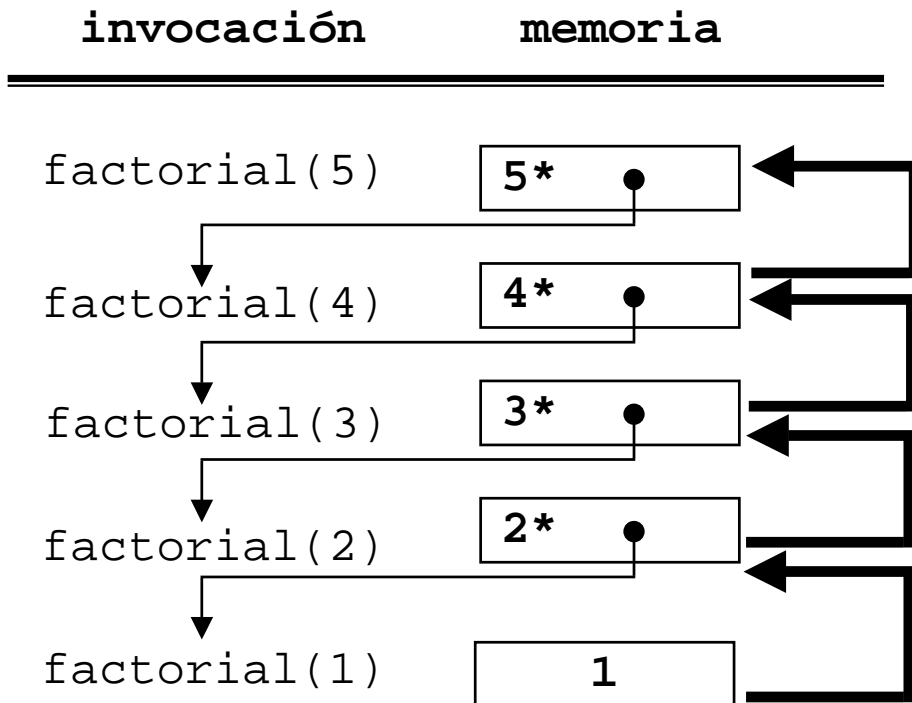 invocación memoria
factorial(5) 5*
factorial(4) 4*
factorial(3) 3*
factorial(2) 2*
factorial(1) 1